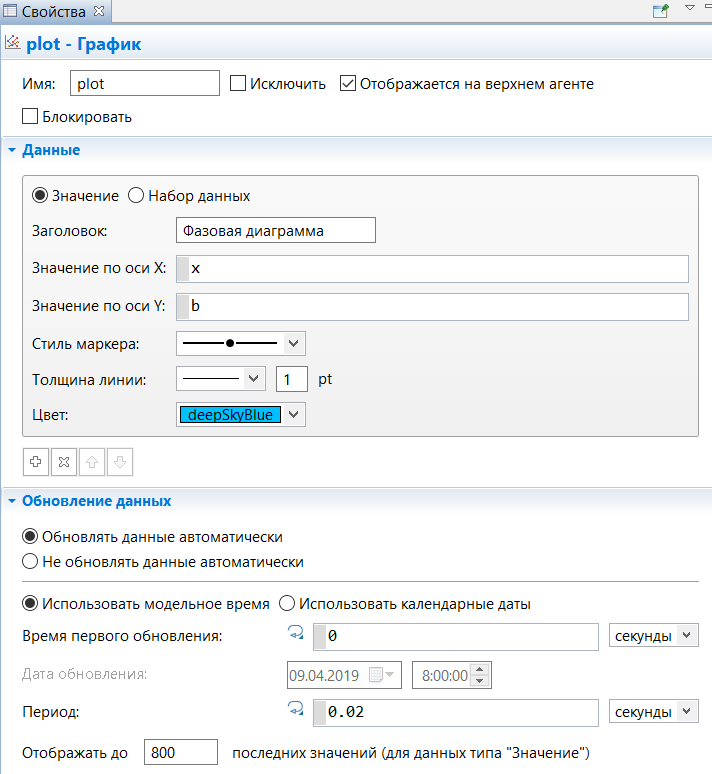 Свойства
plot - График
Имя: plot Исключить Отображается на верхнем агенте
Блокировать
Данные
Значение Набор данных
Заголовок: Фазовая диаграмма
Значение по оси X: x
Значение по оси Y: b
Стиль маркера:
Толщина линии: 1 pt
Цвет: deepSkyBlue
Обновление данных
Обновлять данные автоматически
Не обновлять данные автоматически
Использовать модельное время Использовать календарные даты
Время первого обновления: 0 секунды
Дата обновления: 09.04.2019 8:00:00
Период: 0.02 секунды
Отображать до 800 последних значений (для данных типа "Значение")